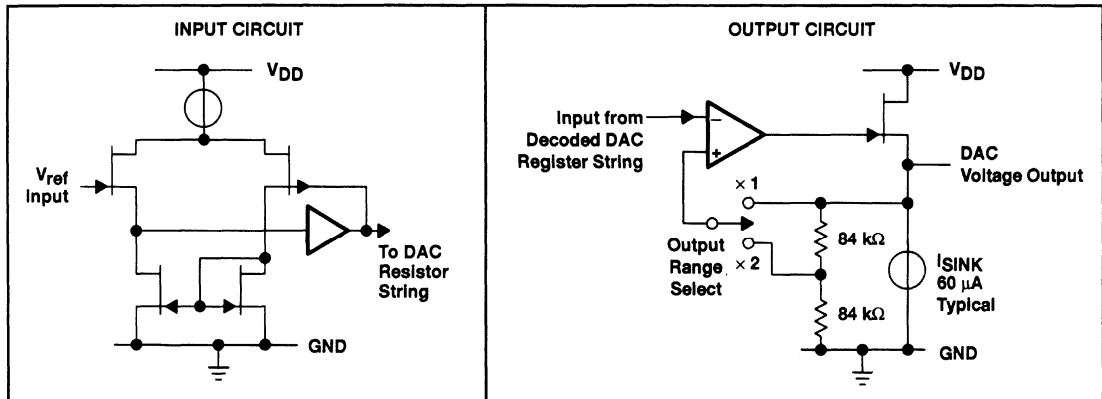 INPUT CIRCUIT
VDD
Vref
Input
To DAC
Resistor
String
GND
OUTPUT CIRCUIT
VDD
Input from
Decoded DAC
Register String
−
+
DAC
Voltage Output
× 1
84 kΩ
Output
Range
Select
× 2
ISINK
60 µA
Typical
84 kΩ
GND